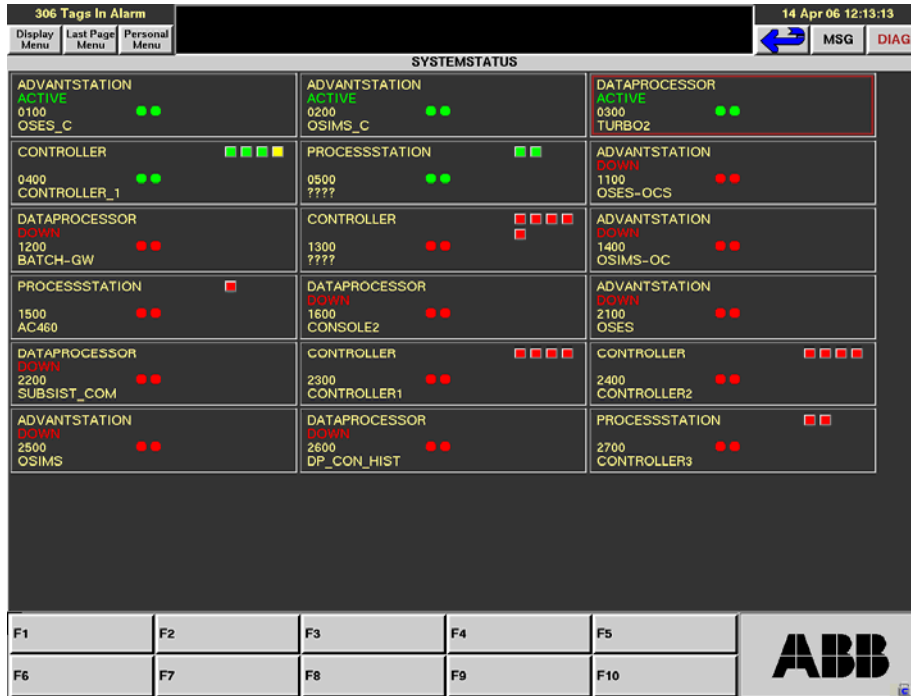 306 Tags In Alarm
14 Apr 06 12:13:13
Display Menu
Last Page Menu
Personal Menu
MSG
DIAG
SYSTEMSTATUS
ADVANTSTATION
ACTIVE
0100
OSES_C
ADVANTSTATION
ACTIVE
0200
OSIMS_C
DATAPROCESSOR
ACTIVE
0300
TURBO2
CONTROLLER
0400
CONTROLLER_1
PROCESSSTATION
0500
????
ADVANTSTATION
DOWN
1100
OSES-OCS
DATAPROCESSOR
DOWN
1200
BATCH-GW
CONTROLLER
1300
????
ADVANTSTATION
DOWN
1400
OSIMS-OC
PROCESSSTATION
1500
AC460
DATAPROCESSOR
DOWN
1600
CONSOLE2
ADVANTSTATION
DOWN
2100
OSES
DATAPROCESSOR
DOWN
2200
SUBSIST_COM
CONTROLLER
2300
CONTROLLER1
CONTROLLER
2400
CONTROLLER2
ADVANTSTATION
DOWN
2500
OSIMS
DATAPROCESSOR
DOWN
2600
DP_CON_HIST
PROCESSSTATION
2700
CONTROLLER3
F1
F2
F3
F4
F5
F6
F7
F8
F9
F10
ABB